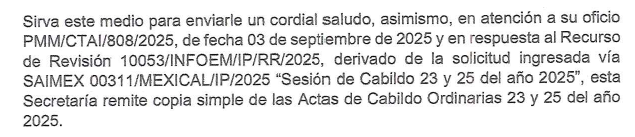 Sirva este medio para enviarle un cordial saludo, asimismo, en atención a su oficio
PMM/CTAI/808/2025, de fecha 03 de septiembre de 2025 y en respuesta al Recurso
de Revisión 10053/INFOEM/IP/RR/2025, derivado de la solicitud ingresada vía
SAIMEX 00311/MEXICAL/IP/2025 “Sesión de Cabildo 23 y 25 del año 2025”, esta
Secretaría remite copia simple de las Actas de Cabildo Ordinarias 23 y 25 del año
2025.